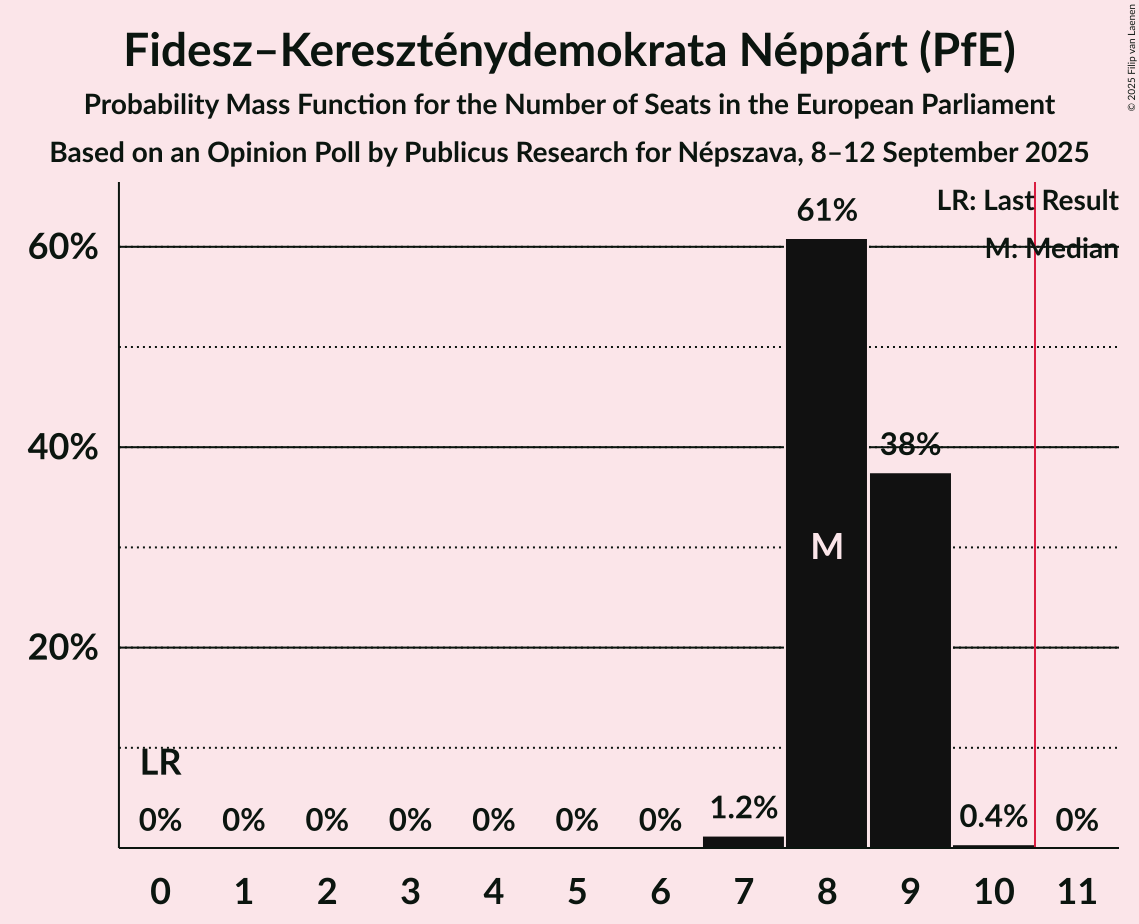 Fidesz–Kereszténydemokrata Néppárt (PfE)
Probability Mass Function for the Number of Seats in the European Parliament
Based on an Opinion Poll by Publicus Research for Népszava, 8–12 September 2025
© 2025 Filip van Laenen
LR: Last Result
M: Median
60%
40%
20%
61%
38%
M
LR
0% 0% 0% 0% 0% 0% 0% 1.2% 0.4% 0%
0 1 2 3 4 5 6 7 8 9 10 11